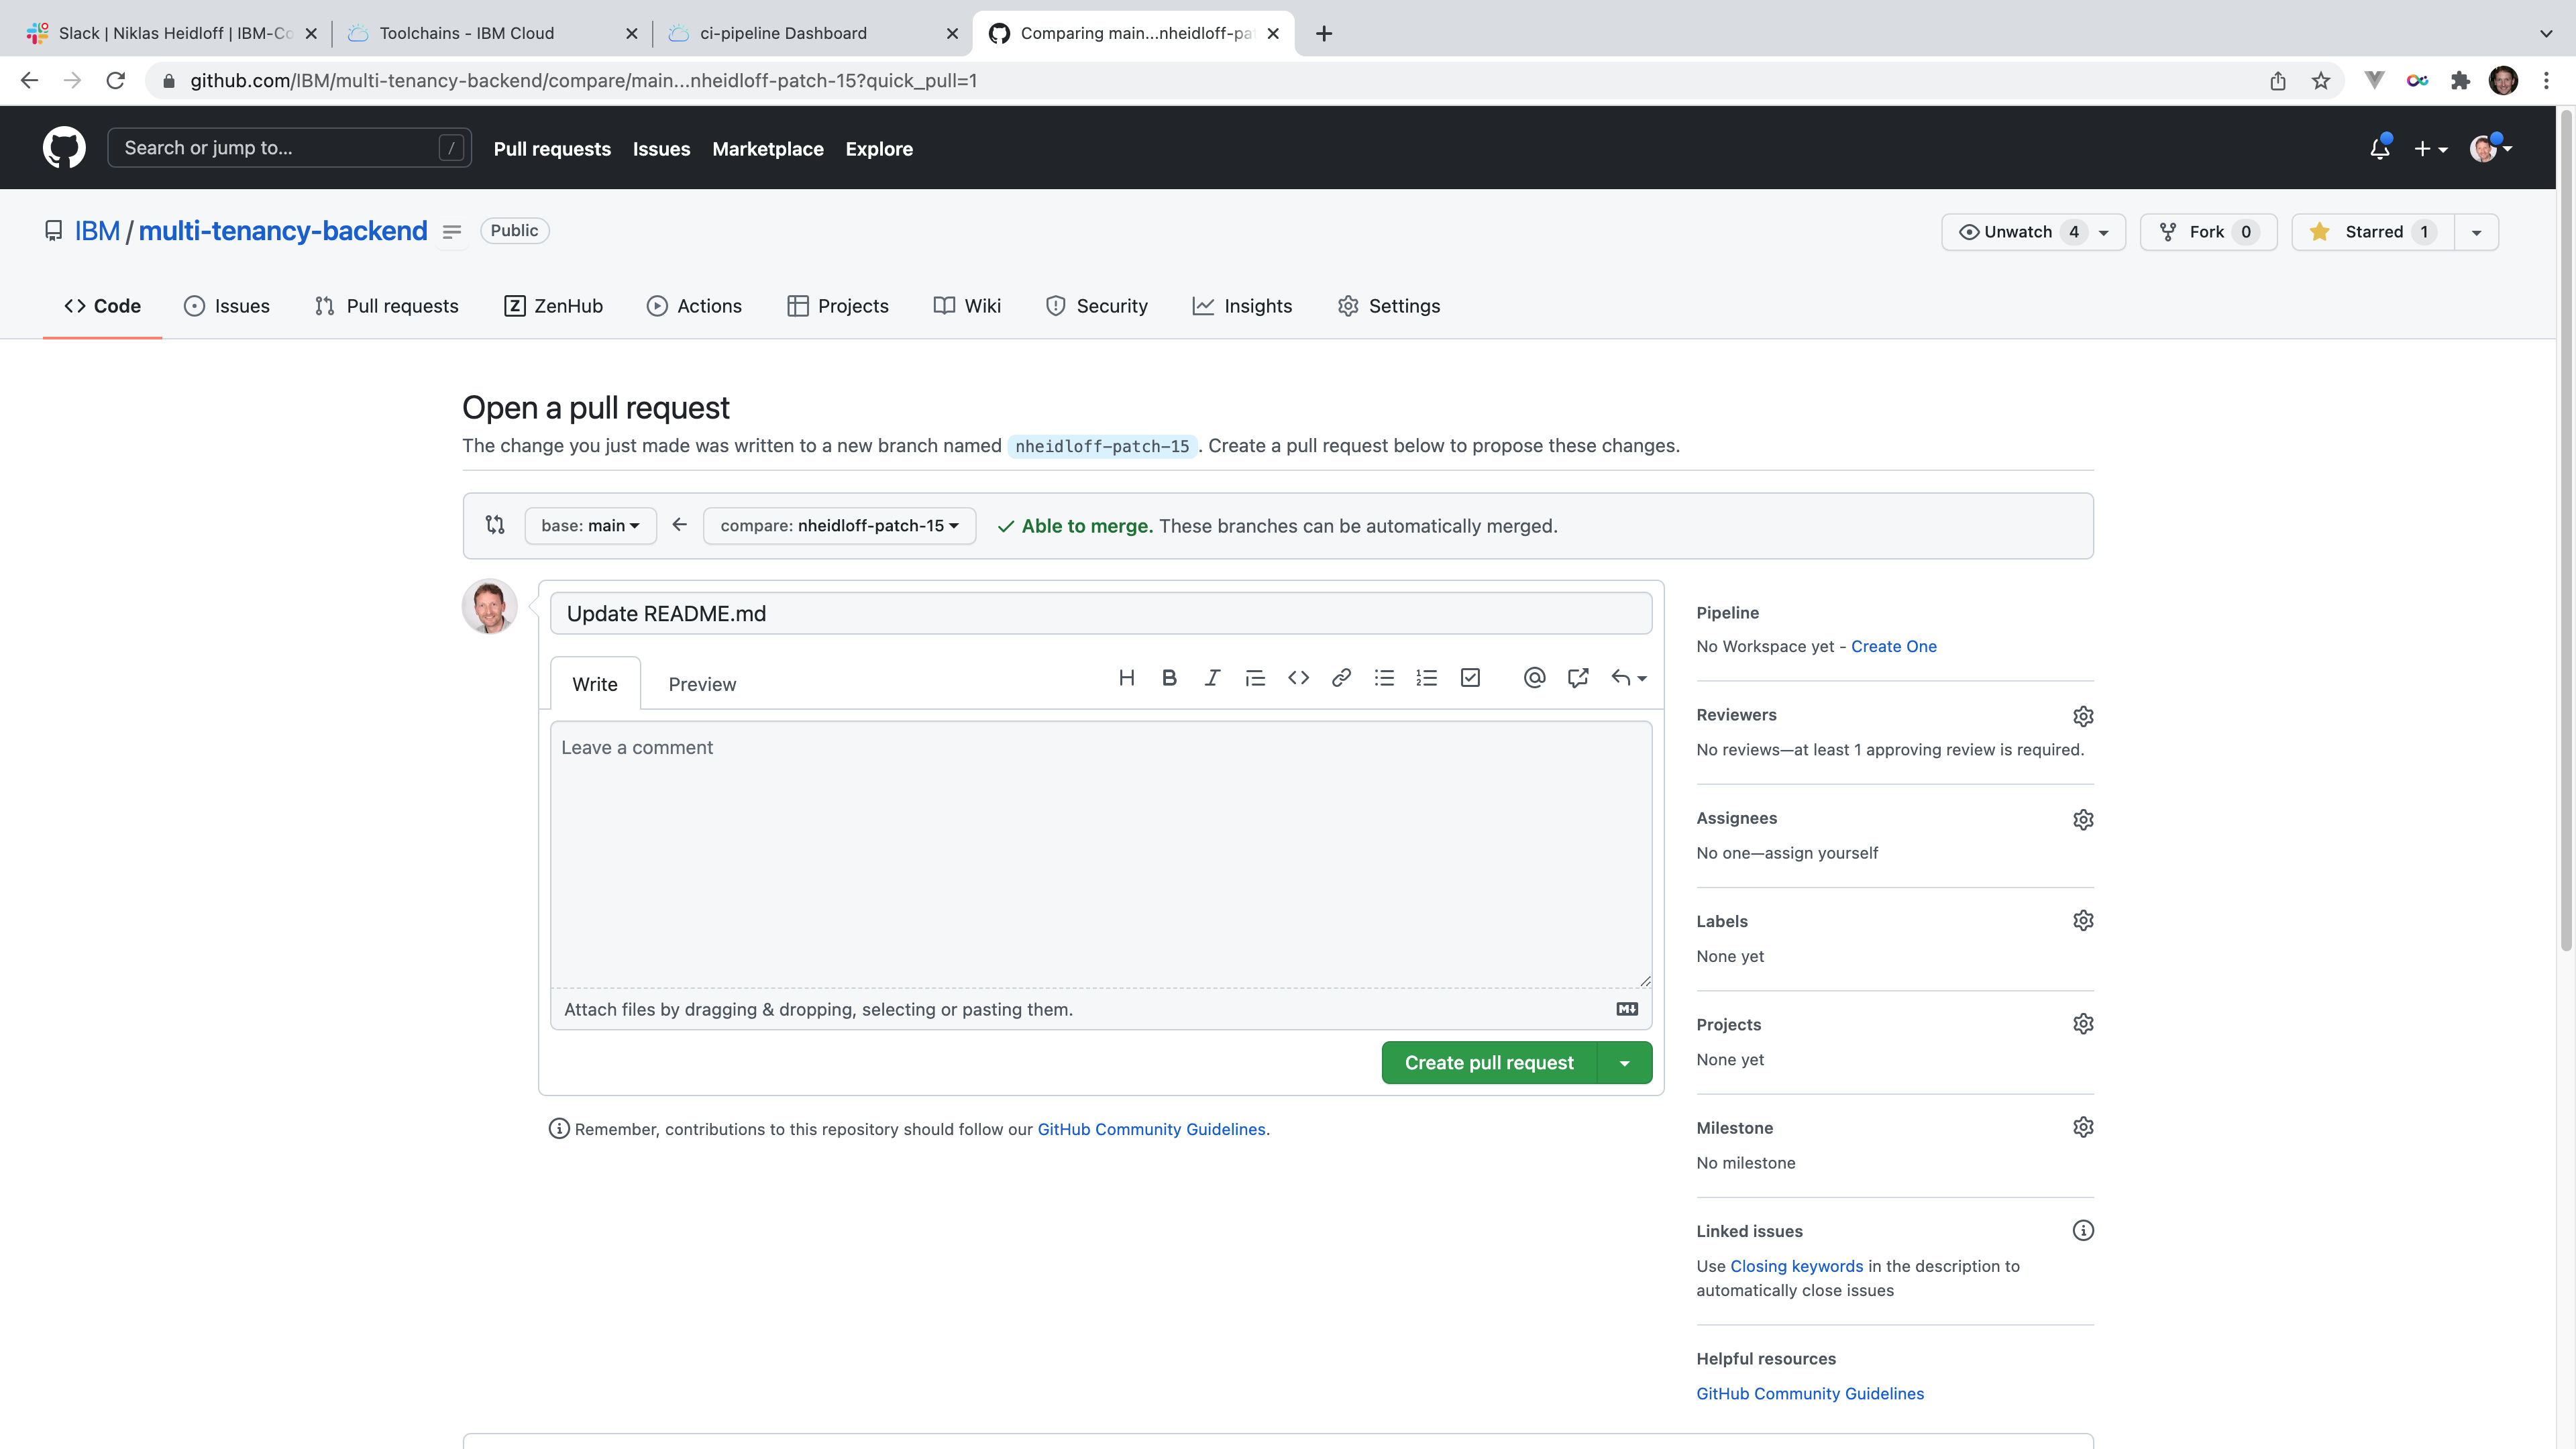 Slack | Niklas Heidloff | IBM-Co
Toolchains - IBM Cloud
ci-pipeline Dashboard
Comparing main...nheidloff-pa
github.com/IBM/multi-tenancy-backend/compare/main...nheidloff-patch-15?quick_pull=1
Search or jump to...
/
Pull requests
Issues
Marketplace
Explore
IBM / multi-tenancy-backend
Public
Unwatch 4
Fork 0
Starred 1
Code
Issues
Pull requests
Z ZenHub
Actions
Projects
Wiki
Security
Insights
Settings
Open a pull request
The change you just made was written to a new branch named nheidloff-patch-15. Create a pull request below to propose these changes.
base: main
compare: nheidloff-patch-15
Able to merge. These branches can be automatically merged.
Update README.md
Write
Preview
Leave a comment
Attach files by dragging & dropping, selecting or pasting them.
Create pull request
Remember, contributions to this repository should follow our GitHub Community Guidelines.
Pipeline
No Workspace yet - Create One
Reviewers
No reviews—at least 1 approving review is required.
Assignees
No one—assign yourself
Labels
None yet
Projects
None yet
Milestone
No milestone
Linked issues
Use Closing keywords in the description to
automatically close issues
Helpful resources
GitHub Community Guidelines